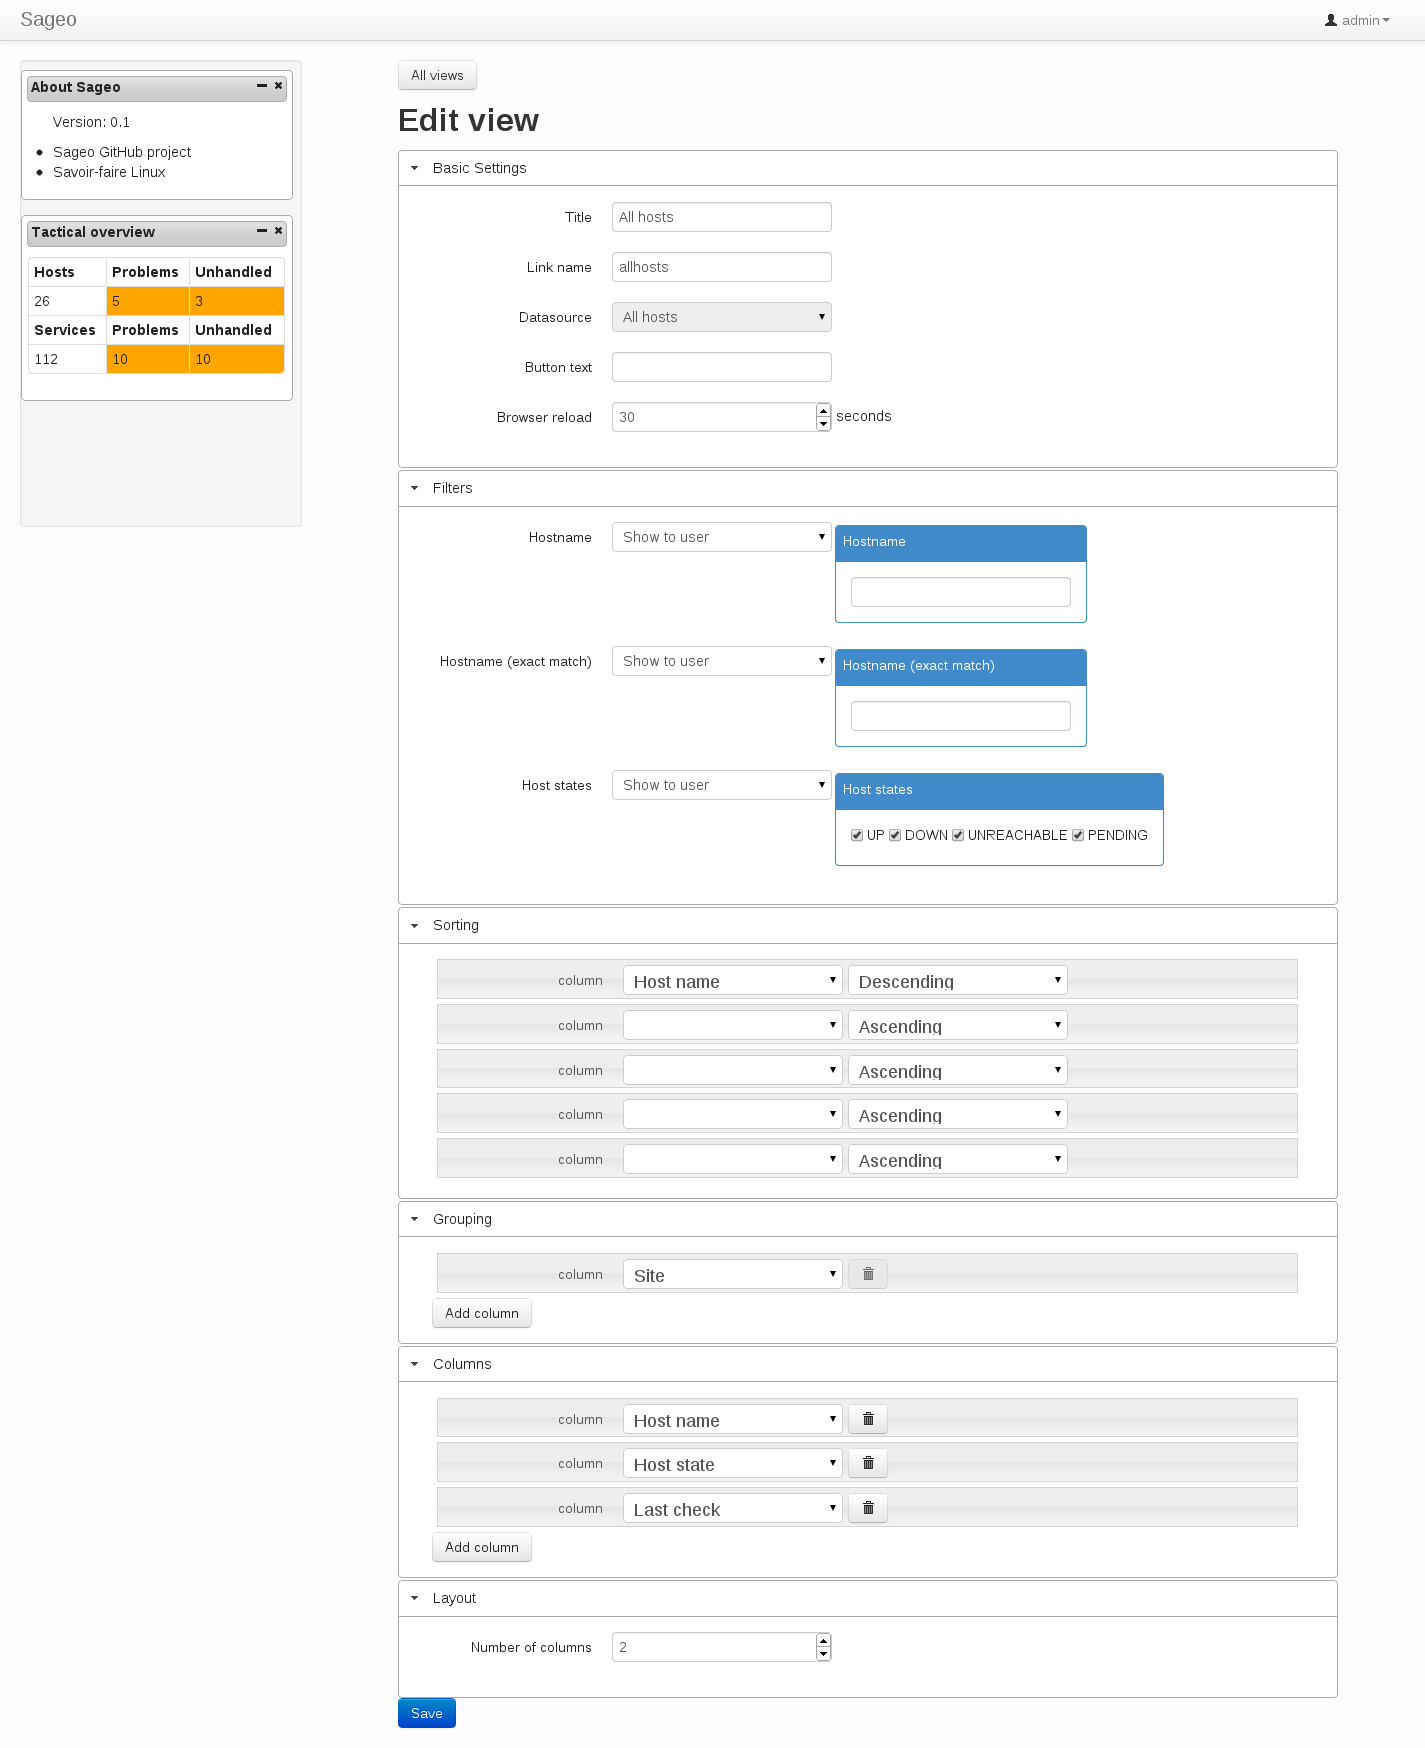 Sageo
admin
About Sageo
Version: 0.1
Sageo GitHub project
Savoir-faire Linux
Tactical overview
Hosts Problems Unhandled
26 5 3
Services Problems Unhandled
112 10 10
All views
Edit view
Basic Settings
Title All hosts
Link name allhosts
Datasource All hosts
Button text
Browser reload 30 seconds
Filters
Hostname Show to user Hostname
Hostname (exact match) Show to user Hostname (exact match)
Host states Show to user Host states
UP DOWN UNREACHABLE PENDING
Sorting
column Host name Descending
column Ascending
column Ascending
column Ascending
column Ascending
Grouping
column Site
Add column
Columns
column Host name
column Host state
column Last check
Add column
Layout
Number of columns 2
Save